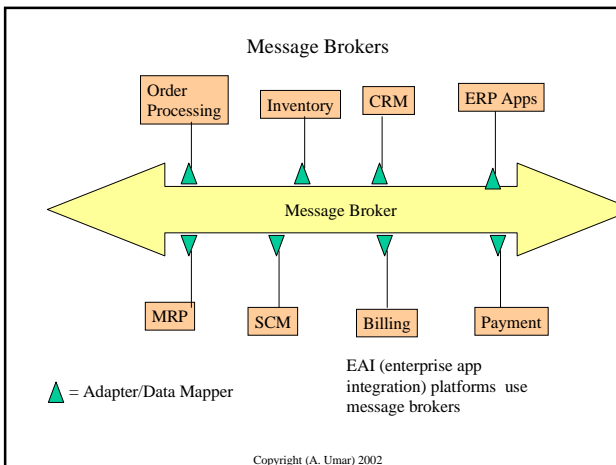 Message Brokers
Order
Processing
Inventory
CRM
ERP Apps
Message Broker
MRP
SCM
Billing
Payment
EAI (enterprise app
integration) platforms use
message brokers
= Adapter/Data Mapper
Copyright (A. Umar) 2002